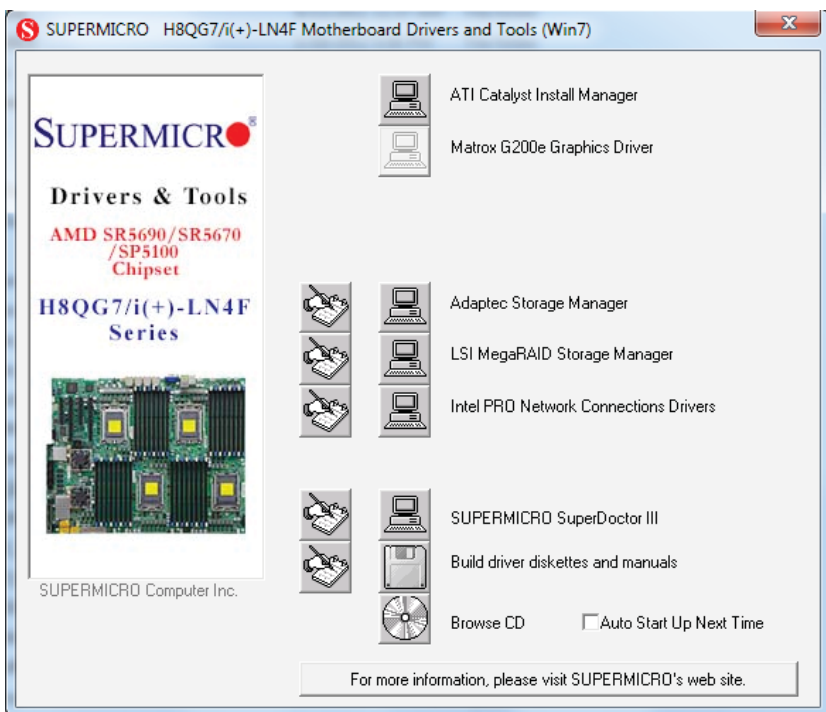 SUPERMICRO H8QG7/i(+)-LN4F Motherboard Drivers and Tools (Win7)
SUPERMICRO®
Drivers & Tools
AMD SR5690/SR5670
/SP5100
Chipset
H8QG7/i(+)-LN4F
Series
SUPERMICRO Computer Inc.
ATI Catalyst Install Manager
Matrox G200e Graphics Driver
Adaptec Storage Manager
LSI MegaRAID Storage Manager
Intel PRO Network Connections Drivers
SUPERMICRO SuperDoctor III
Build driver diskettes and manuals
Browse CD
Auto Start Up Next Time
For more information, please visit SUPERMICRO's web site.